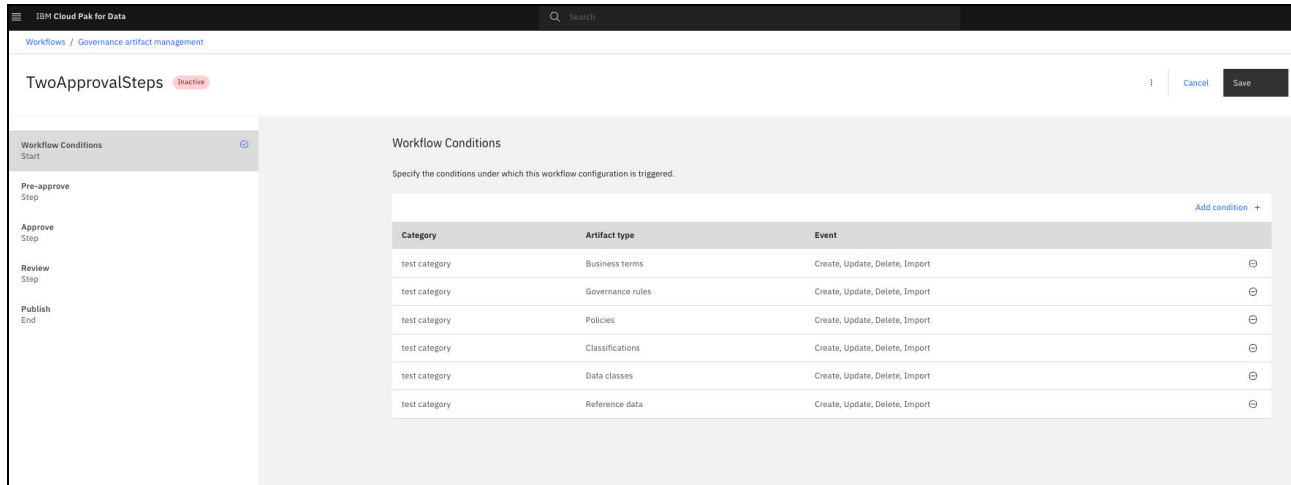 IBM Cloud Pak for Data
Search
Workflows / Governance artifact management
TwoApprovalSteps Inactive
Cancel Save
Workflow Conditions
Start
Pre-approve
Step
Approve
Step
Review
Step
Publish
End
Workflow Conditions
Specify the conditions under which this workflow configuration is triggered.
Add condition +
Category Artifact type Event
test category Business terms Create, Update, Delete, Import
test category Governance rules Create, Update, Delete, Import
test category Policies Create, Update, Delete, Import
test category Classifications Create, Update, Delete, Import
test category Data classes Create, Update, Delete, Import
test category Reference data Create, Update, Delete, Import